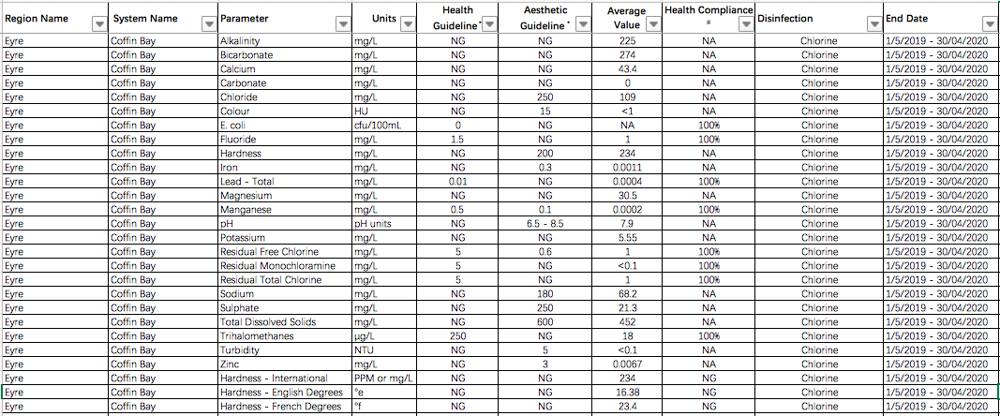 Region Name System Name Parameter Units Health Guideline * Aesthetic Guideline * Average Value Health Compliance # Disinfection End Date
Eyre Coffin Bay Alkalinity mg/L NG NG 225 NA Chlorine 1/5/2019 - 30/04/2020
Eyre Coffin Bay Bicarbonate mg/L NG NG 274 NA Chlorine 1/5/2019 - 30/04/2020
Eyre Coffin Bay Calcium mg/L NG NG 43.4 NA Chlorine 1/5/2019 - 30/04/2020
Eyre Coffin Bay Carbonate mg/L NG NG 0 NA Chlorine 1/5/2019 - 30/04/2020
Eyre Coffin Bay Chloride mg/L NG 250 109 NA Chlorine 1/5/2019 - 30/04/2020
Eyre Coffin Bay Colour HU NG 15 <1 NA Chlorine 1/5/2019 - 30/04/2020
Eyre Coffin Bay E. coli cfu/100mL 0 NG NA 100% Chlorine 1/5/2019 - 30/04/2020
Eyre Coffin Bay Fluoride mg/L 1.5 NG 1 100% Chlorine 1/5/2019 - 30/04/2020
Eyre Coffin Bay Hardness mg/L NG 200 234 NA Chlorine 1/5/2019 - 30/04/2020
Eyre Coffin Bay Iron mg/L NG 0.3 0.0011 NA Chlorine 1/5/2019 - 30/04/2020
Eyre Coffin Bay Lead - Total mg/L 0.01 NG 0.0004 100% Chlorine 1/5/2019 - 30/04/2020
Eyre Coffin Bay Magnesium mg/L NG NG 30.5 NA Chlorine 1/5/2019 - 30/04/2020
Eyre Coffin Bay Manganese mg/L 0.5 0.1 0.0002 100% Chlorine 1/5/2019 - 30/04/2020
Eyre Coffin Bay pH pH units NG 6.5 - 8.5 7.9 NA Chlorine 1/5/2019 - 30/04/2020
Eyre Coffin Bay Potassium mg/L NG NG 5.55 NA Chlorine 1/5/2019 - 30/04/2020
Eyre Coffin Bay Residual Free Chlorine mg/L 5 0.6 1 100% Chlorine 1/5/2019 - 30/04/2020
Eyre Coffin Bay Residual Monochloramine mg/L 5 NG <0.1 100% Chlorine 1/5/2019 - 30/04/2020
Eyre Coffin Bay Residual Total Chlorine mg/L 5 NG 1 100% Chlorine 1/5/2019 - 30/04/2020
Eyre Coffin Bay Sodium mg/L NG 180 68.2 NA Chlorine 1/5/2019 - 30/04/2020
Eyre Coffin Bay Sulphate mg/L NG 250 21.3 NA Chlorine 1/5/2019 - 30/04/2020
Eyre Coffin Bay Total Dissolved Solids mg/L NG 600 452 NA Chlorine 1/5/2019 - 30/04/2020
Eyre Coffin Bay Trihalomethanes µg/L 250 NG 18 100% Chlorine 1/5/2019 - 30/04/2020
Eyre Coffin Bay Turbidity NTU NG 5 <0.1 NA Chlorine 1/5/2019 - 30/04/2020
Eyre Coffin Bay Zinc mg/L NG 3 0.0067 NA Chlorine 1/5/2019 - 30/04/2020
Eyre Coffin Bay Hardness - International PPM or mg/L NG NG 234 NG Chlorine 1/5/2019 - 30/04/2020
Eyre Coffin Bay Hardness - English Degrees °e NG NG 16.38 NG Chlorine 1/5/2019 - 30/04/2020
Eyre Coffin Bay Hardness - French Degrees °f NG NG 23.4 NG Chlorine 1/5/2019 - 30/04/2020